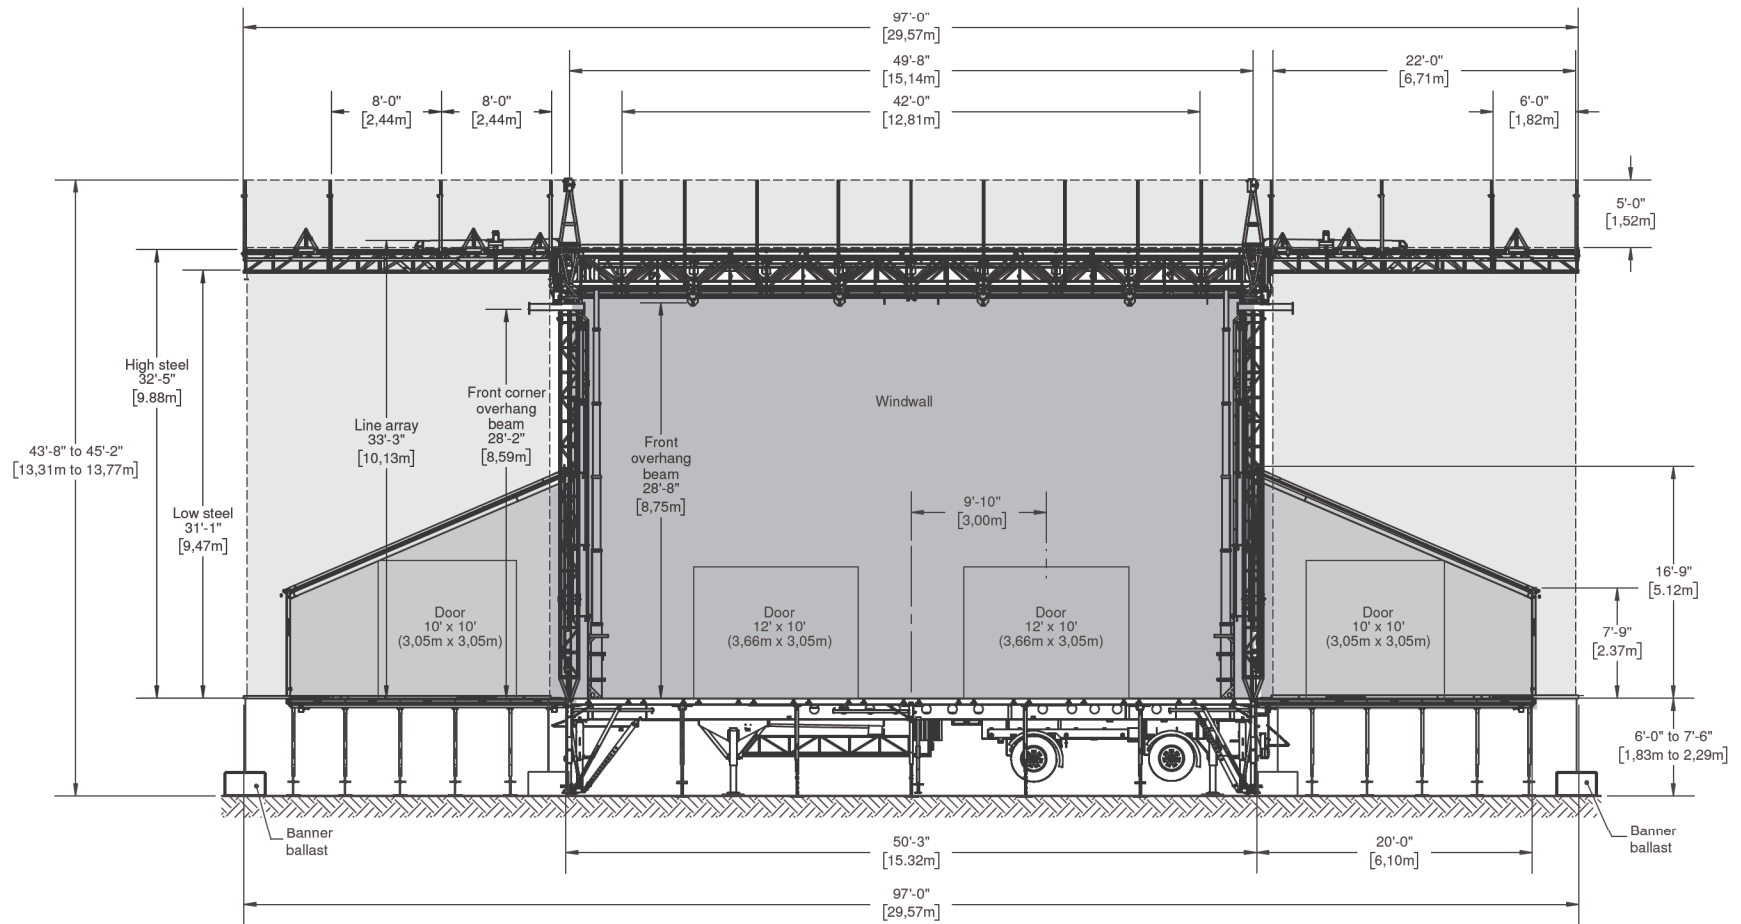 97'-0"
[29,57m]
49'-8"
[15,14m]
22'-0"
[6,71m]
8'-0"
[2,44m]
8'-0"
[2,44m]
42'-0"
[12,81m]
6'-0"
[1,82m]
5'-0"
[1,52m]
High steel
32'-5"
[9.88m]
Front corner
overhang
beam
28'-2"
[8,59m]
Windwall
Line array
33'-3"
[10,13m]
Front
overhang
beam
28'-8"
[8,75m]
43'-8" to 45'-2"
[13,31m to 13,77m]
Low steel
31'-1"
[9,47m]
9'-10"
[3,00m]
16'-9"
[5.12m]
7'-9"
[2.37m]
Door
10' x 10'
(3,05m x 3,05m)
Door
12' x 10'
(3,66m x 3,05m)
Door
12' x 10'
(3,66m x 3,05m)
Door
10' x 10'
(3,05m x 3,05m)
6'-0" to 7'-6"
[1,83m to 2,29m]
Banner
ballast
Banner
ballast
50'-3"
[15.32m]
20'-0"
[6,10m]
97'-0"
[29,57m]